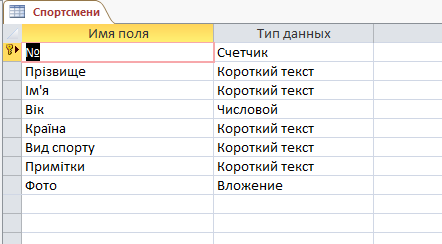 Спортсмени
Имя поля Тип данных
№ Счетчик
Прізвище Короткий текст
Ім'я Короткий текст
Вік Числовой
Країна Короткий текст
Вид спорту Короткий текст
Примітки Короткий текст
Фото Вложение